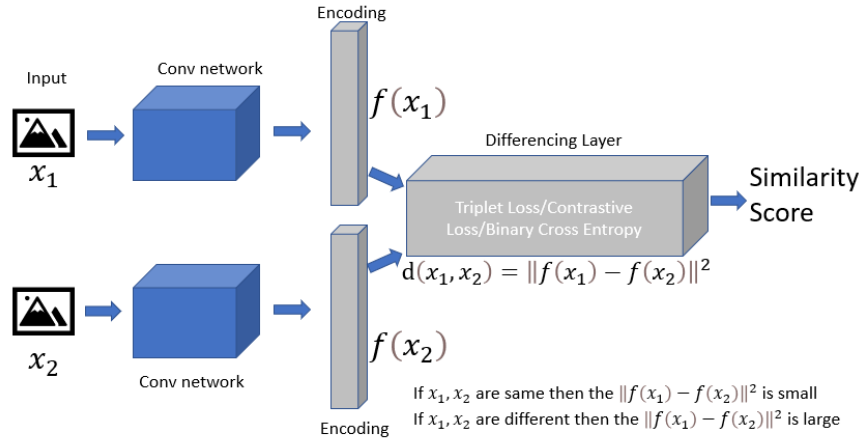 Encoding
Conv network
Input
f(x₁)
x₁
Differencing Layer
Similarity
Score
Triplet Loss/Contrastive
Loss/Binary Cross Entropy
d(x₁, x₂) = ‖f(x₁) − f(x₂)‖²
x₂
f(x₂)
Conv network
Encoding
If x₁, x₂ are same then the ‖f(x₁) − f(x₂)‖² is small
If x₁, x₂ are different then the ‖f(x₁) − f(x₂)‖² is large